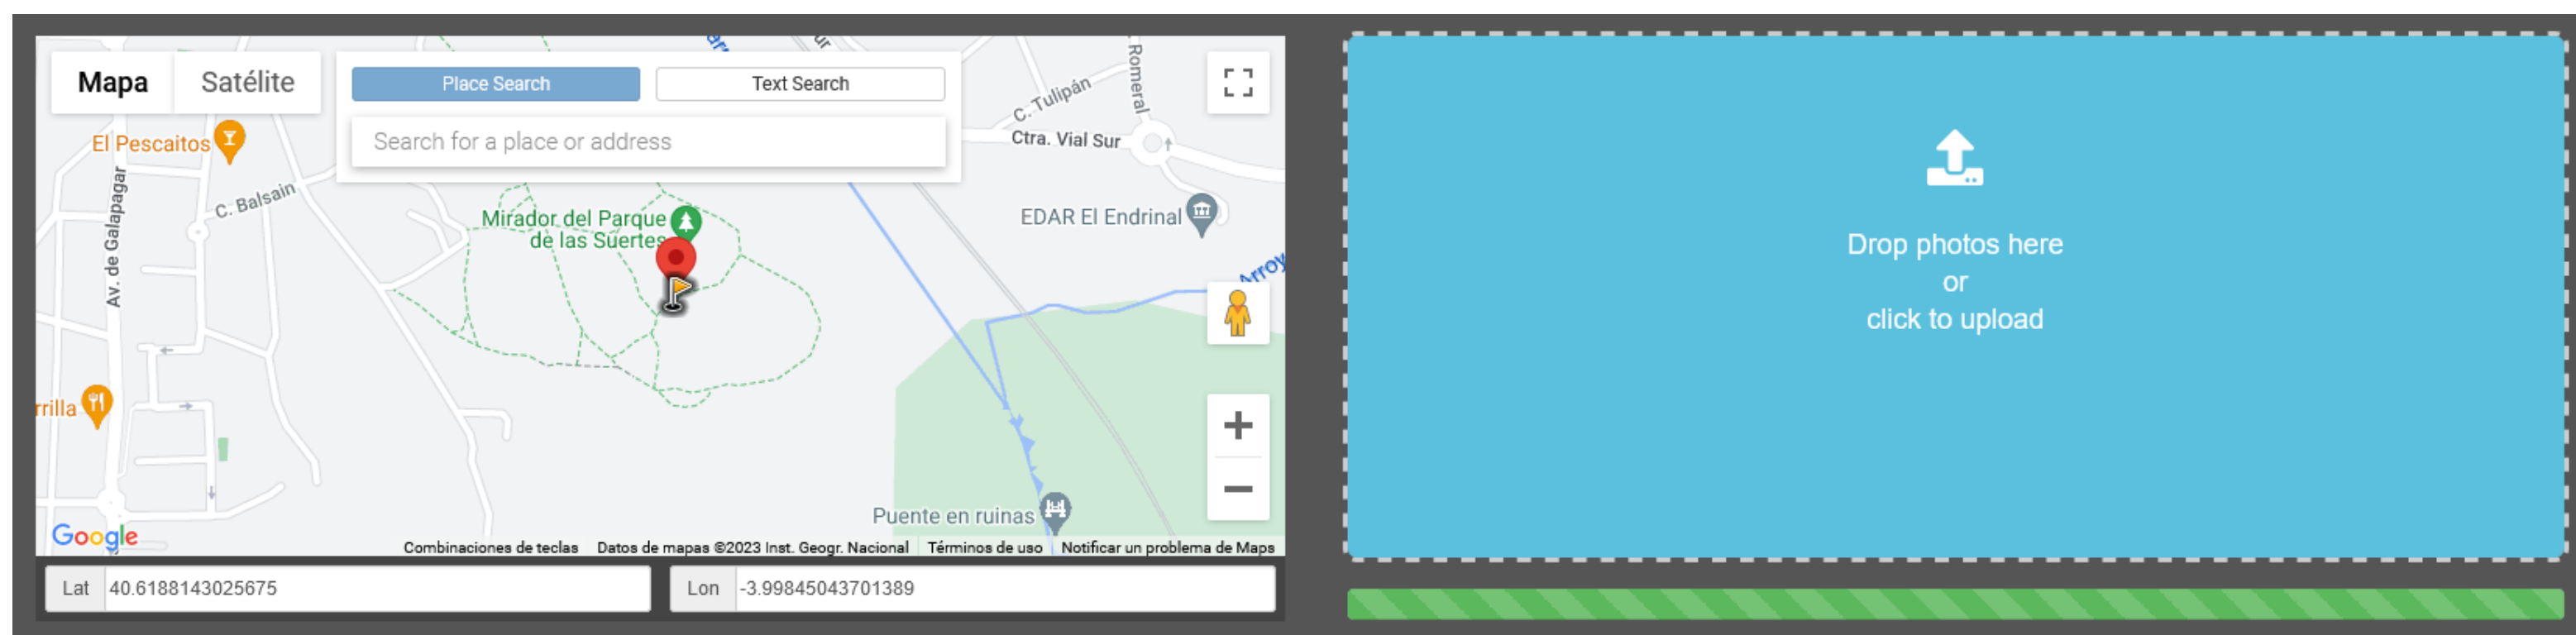 Mapa
Satélite
Place Search
Text Search
Search for a place or address
El Pescaitos
Av. de Galapagar
C. Balsain
Mirador del Parque
de las Suertes
C. Tulipán
Romeral
Ctra. Vial Sur
EDAR El Endrinal
Arroy
rrilla
Puente en ruinas
Google
Combinaciones de teclas
Datos de mapas ©2023 Inst. Geogr. Nacional
Términos de uso
Notificar un problema de Maps
Lat
40.6188143025675
Lon
-3.99845043701389
Drop photos here
or
click to upload